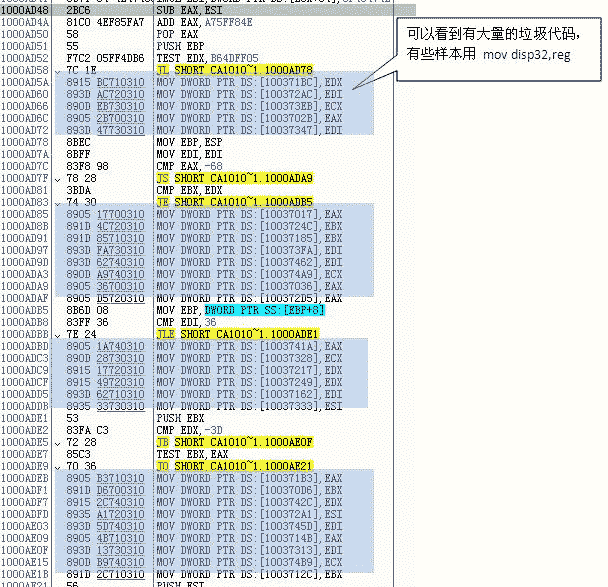 1000AD48 2BC6 SUB EAX,ESI
1000AD4A 81C0 4EF85FA7 ADD EAX,A75FF84E
1000AD50 58 POP EAX
1000AD51 55 PUSH EBP
1000AD52 F7C2 05FF4DB6 TEST EDX,B64DFF05
1000AD58 7C 1E JL SHORT CA1010~1.1000AD78
1000AD5A 8915 BC710310 MOV DWORD PTR DS:[100371BC],EDX
1000AD60 893D AC720310 MOV DWORD PTR DS:[100372AC],EDI
1000AD66 890D EB730310 MOV DWORD PTR DS:[100373EB],ECX
1000AD6C 8905 2B700310 MOV DWORD PTR DS:[1003702B],EAX
1000AD72 893D 47730310 MOV DWORD PTR DS:[10037347],EDI
1000AD78 8BEC MOV EBP,ESP
1000AD7A 8BFF MOV EDI,EDI
1000AD7C 83F8 98 CMP EAX,-68
1000AD7F 78 28 JS SHORT CA1010~1.1000ADA9
1000AD81 3BDA CMP EBX,EDX
1000AD83 74 30 JE SHORT CA1010~1.1000ADB5
1000AD85 8905 17700310 MOV DWORD PTR DS:[10037017],EAX
1000AD8B 891D 4C720310 MOV DWORD PTR DS:[1003724C],EBX
1000AD91 891D 85710310 MOV DWORD PTR DS:[10037185],EBX
1000AD97 893D FA730310 MOV DWORD PTR DS:[100373FA],EDI
1000AD9D 893D 62740310 MOV DWORD PTR DS:[10037462],EDI
1000ADA3 890D A9740310 MOV DWORD PTR DS:[100374A9],ECX
1000ADA9 8905 36700310 MOV DWORD PTR DS:[10037036],EAX
1000ADAF 8905 D5720310 MOV DWORD PTR DS:[100372D5],EAX
1000ADB5 8B6D 08 MOV EBP,DWORD PTR SS:[EBP+8]
1000ADB8 83FF 36 CMP EDI,36
1000ADBB 7E 24 JLE SHORT CA1010~1.1000ADE1
1000ADBD 8905 1A740310 MOV DWORD PTR DS:[1003741A],EAX
1000ADC3 890D 28730310 MOV DWORD PTR DS:[10037328],ECX
1000ADC9 8915 17720310 MOV DWORD PTR DS:[10037217],EDX
1000ADCF 8915 49720310 MOV DWORD PTR DS:[10037249],EDX
1000ADD5 893D 62710310 MOV DWORD PTR DS:[10037162],EDI
1000ADDB 8935 33730310 MOV DWORD PTR DS:[10037333],ESI
1000ADE1 53 PUSH EBX
1000ADE2 83FA C3 CMP EDX,-3D
1000ADE5 72 28 JB SHORT CA1010~1.1000AE0F
1000ADE7 85C3 TEST EBX,EAX
1000ADE9 70 36 JO SHORT CA1010~1.1000AE21
1000ADEB 8905 B3710310 MOV DWORD PTR DS:[100371B3],EAX
1000ADF1 891D D6700310 MOV DWORD PTR DS:[100370D6],EBX
1000ADF7 8915 2C740310 MOV DWORD PTR DS:[1003742C],EDX
1000ADFD 8935 A1720310 MOV DWORD PTR DS:[100372A1],ESI
1000AE03 893D 5D740310 MOV DWORD PTR DS:[1003745D],EDI
1000AE09 8905 4B710310 MOV DWORD PTR DS:[1003714B],EAX
1000AE0F 893D 13730310 MOV DWORD PTR DS:[10037313],EDI
1000AE15 890D B9740310 MOV DWORD PTR DS:[100374B9],ECX
1000AE1B 891D 2C710310 MOV DWORD PTR DS:[1003712C],EBX
1000AE21 56 PUSH ESI
可以看到有大量的垃圾代码，
有些样本用 mov disp32,reg